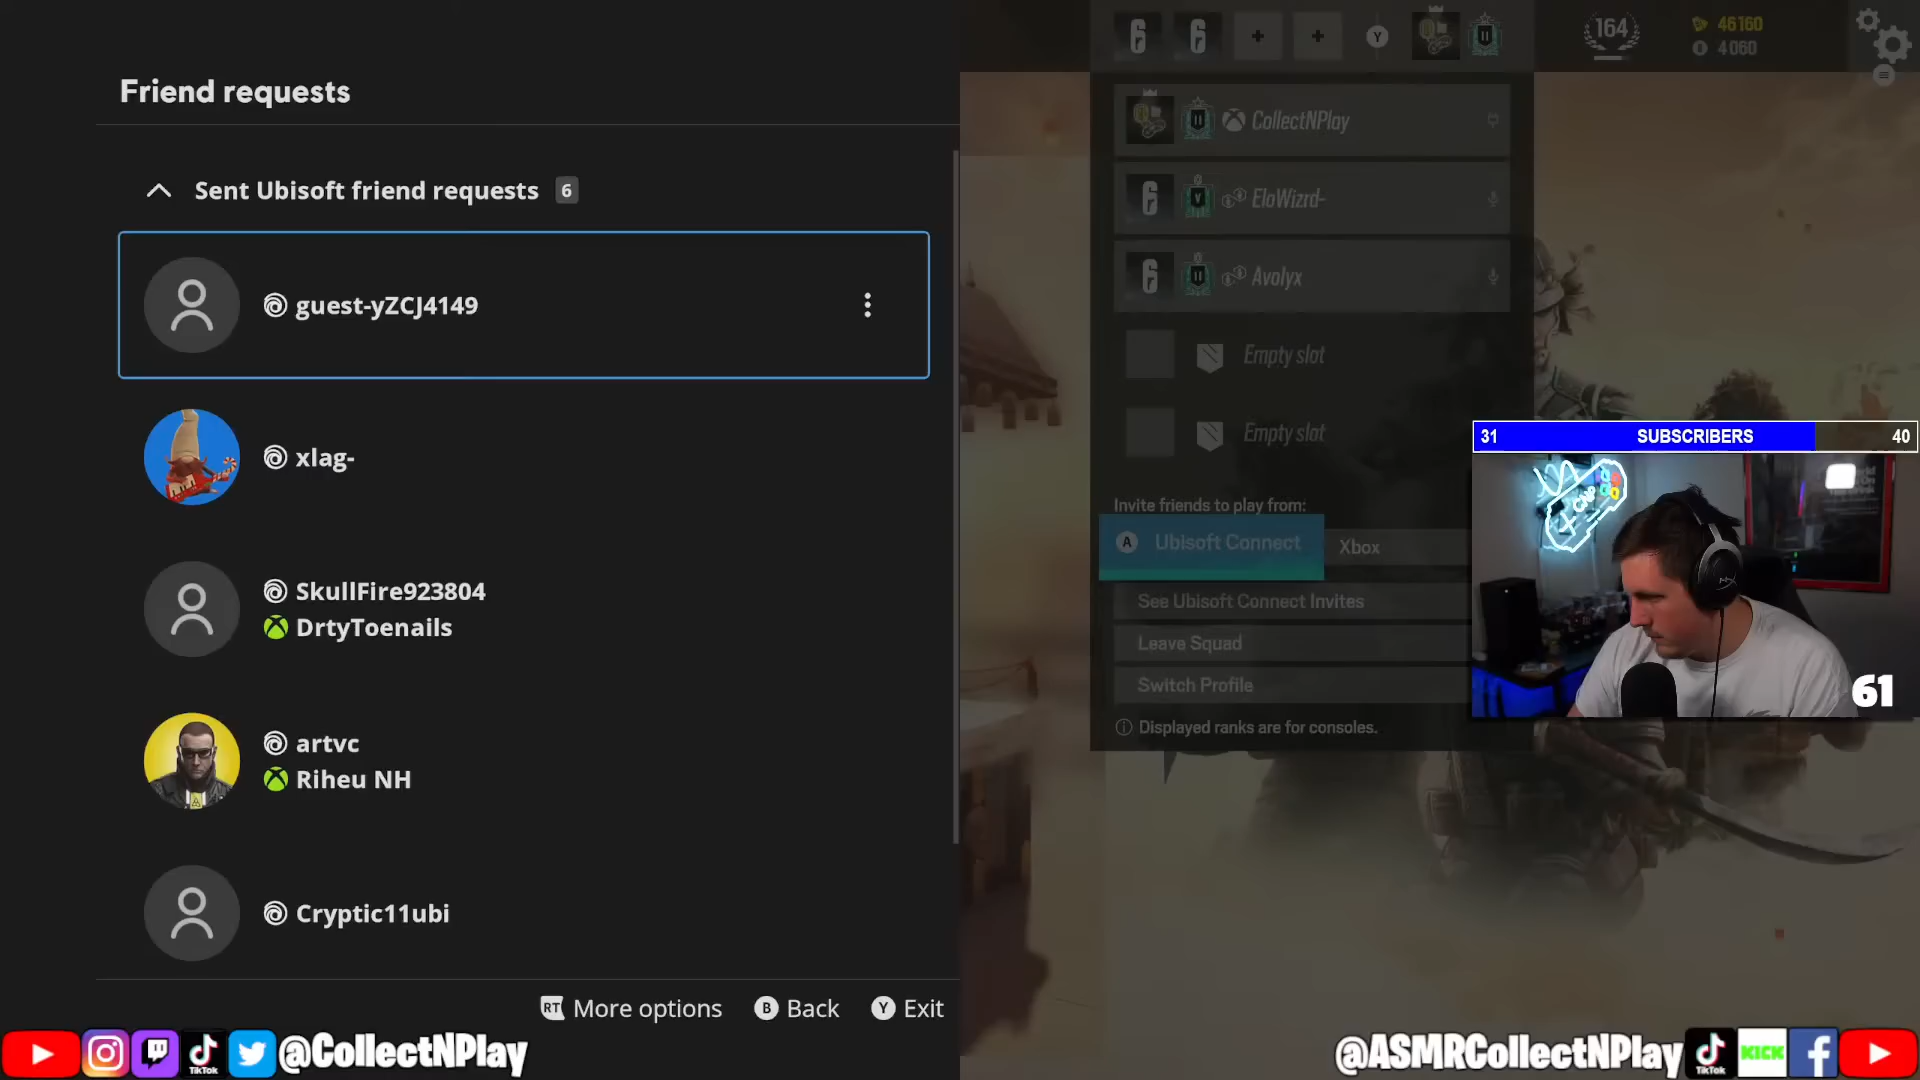 Friend requests
Sent Ubisoft friend requests 6
guest-yZCJ4149
xlag-
SkullFire923804
DrtyToenails
artvc
Riheu NH
Cryptic11ubi
RT More options B Back Y Exit
@CollectNPlay
TikTok
Y
164
46160
4060
CollectNPlay
EloWizrd-
Avolyx
Empty slot
Empty slot
Invite friends to play from:
A Ubisoft Connect Xbox
See Ubisoft Connect Invites
Leave Squad
Switch Profile
Displayed ranks are for consoles.
31 SUBSCRIBERS 40
CNP
61
@ASMRCollectNPlay
TikTok
KICK